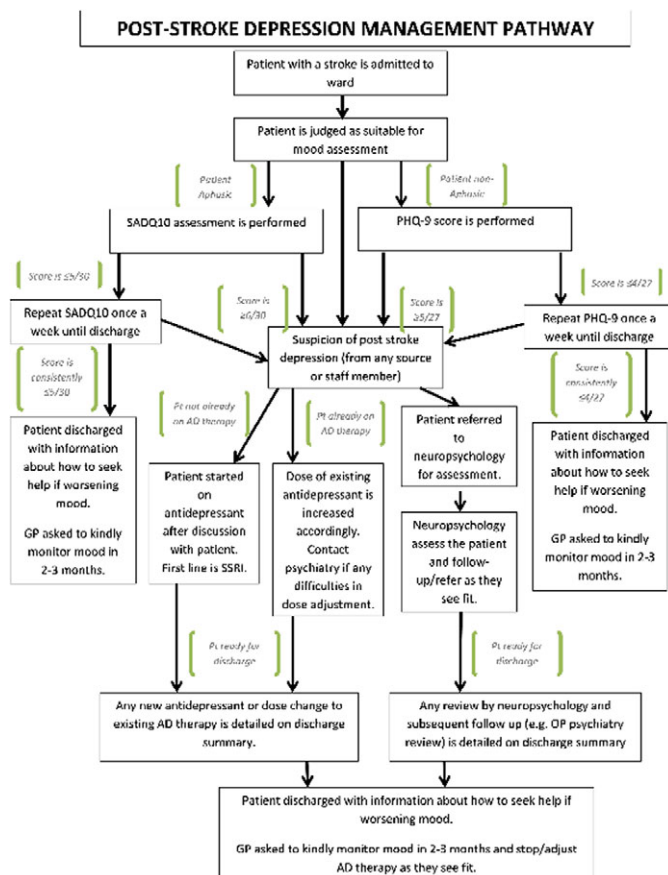 POST-STROKE DEPRESSION MANAGEMENT PATHWAY
Patient with a stroke is admitted to
ward
Patient is judged as suitable for
mood assessment
Patient
Aphasic
Patient non-
Aphasic
SADQ10 assessment is performed
PHQ-9 score is performed
Score is ≤5/30
Score is
≥6/30
Score is
≥5/27
Score is ≤4/27
Repeat SADQ10 once a
week until discharge
Suspicion of post stroke
depression (from any source
or staff member)
Repeat PHQ-9 once a
week until discharge
Score is
consistently
≤5/30
Pt not already
on AD therapy
Pt already on
AD therapy
Score is
consistently
≤4/27
Patient discharged
with information
about how to seek
help if worsening
mood.
GP asked to kindly
monitor mood in
2-3 months.
Patient started
on
antidepressant
after discussion
with patient.
First line is SSRI.
Dose of existing
antidepressant is
increased
accordingly.
Contact
psychiatry if any
difficulties in
dose adjustment.
Patient referred
to
neuropsychology
for assessment.
Neuropsychology
assess the patient
and follow-
up/refer as they
see fit.
Patient discharged
with information
about how to seek
help if worsening
mood.
GP asked to kindly
monitor mood in 2-3
months.
Pt ready for
discharge
Pt ready for
discharge
Any new antidepressant or dose change to
existing AD therapy is detailed on discharge
summary.
Any review by neuropsychology and
subsequent follow up (e.g. OP psychiatry
review) is detailed on discharge summary
Patient discharged with information about how to seek help if
worsening mood.
GP asked to kindly monitor mood in 2-3 months and stop/adjust
AD therapy as they see fit.